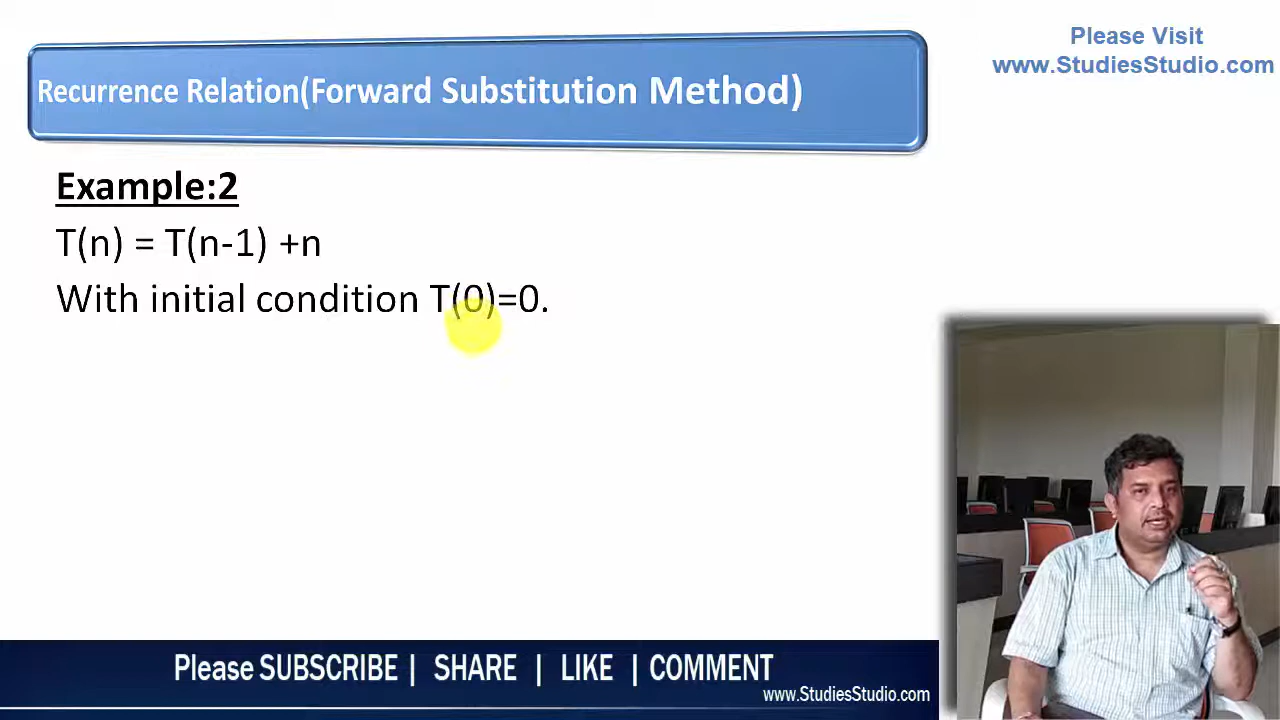 Please Visit
www.StudiesStudio.com
Recurrence Relation(Forward Substitution Method)
Example:2
T(n) = T(n-1) +n
With initial condition T(0)=0.
Please SUBSCRIBE | SHARE | LIKE | COMMENT
www.StudiesStudio.com